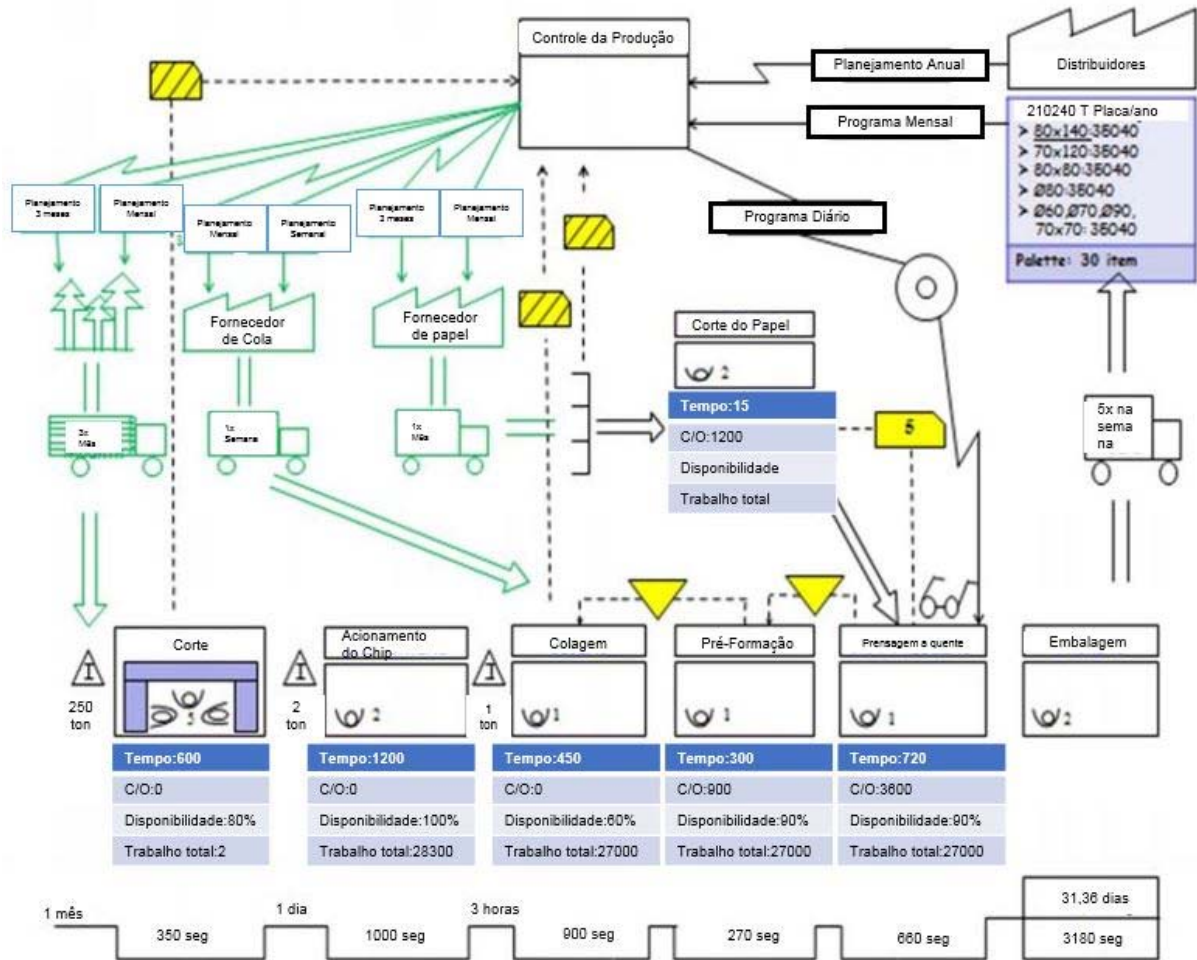 Controle da Produção
Planejamento Anual
Distribuidores
Programa Mensal
210240 T Placa/ano
> 80x140:35040
> 70x120:35040
> 80x80:35040
> Ø80:35040
> Ø60,Ø70,Ø90,
70x70: 35040
Palette: 30 item
Planejamento
3 meses
Planejamento
Mensal
Planejamento
Mensal
Planejamento
Semanal
Planejamento
3 meses
Planejamento
Mensal
Programa Diário
Fornecedor
de Cola
Fornecedor
de papel
Corte do Papel
2
Tempo:15
C/O:1200
Disponibilidade
Trabalho total
5
3x
Mês
1x
Semana
1x
Mês
5x na
sema
na
I
250
ton
Corte
5
Tempo:600
C/O:0
Disponibilidade:80%
Trabalho total:2
I
2
ton
Acionamento
do Chip
2
Tempo:1200
C/O:0
Disponibilidade:100%
Trabalho total:28300
I
1
ton
Colagem
1
Tempo:450
C/O:0
Disponibilidade:60%
Trabalho total:27000
Pré-Formação
1
Tempo:300
C/O:900
Disponibilidade:90%
Trabalho total:27000
Prensagem a quente
1
Tempo:720
C/O:3600
Disponibilidade:90%
Trabalho total:27000
Embalagem
2
1 mês
350 seg
1 dia
1000 seg
3 horas
900 seg
270 seg
660 seg
31,36 dias
3180 seg